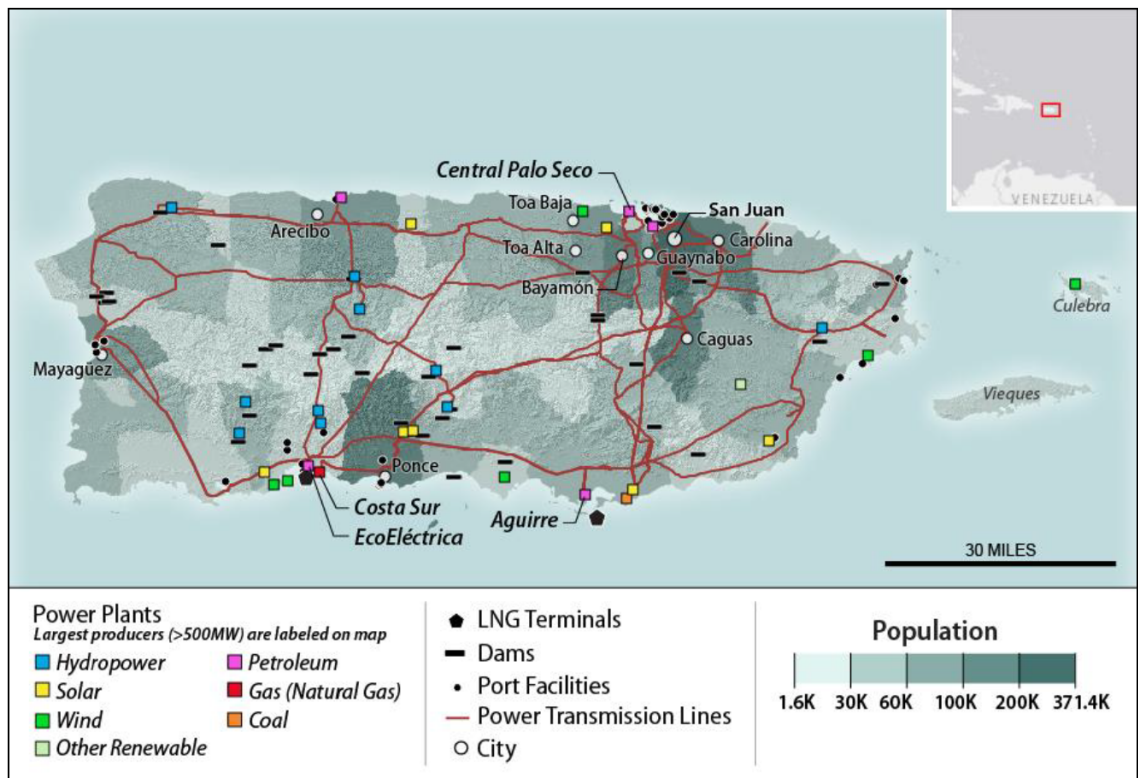 VENEZUELA
Central Palo Seco
Toa Baja
San Juan
Arecibo
Toa Alta
Carolina
Guaynabo
Bayamón
Culebra
Caguas
Mayagüez
Vieques
Ponce
Costa Sur
Aguirre
EcoEléctrica
30 MILES
Power Plants
Largest producers (>500MW) are labeled on map
Hydropower
Petroleum
Solar
Gas (Natural Gas)
Wind
Coal
Other Renewable
LNG Terminals
Dams
Port Facilities
Power Transmission Lines
City
Population
1.6K 30K 60K 100K 200K 371.4K